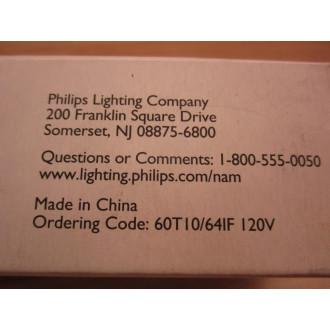 Philips Lighting Company
200 Franklin Square Drive
Somerset, NJ 08875-6800
Questions or Comments: 1-800-555-0050
www.lighting.philips.com/nam
Made in China
Ordering Code: 60T10/64IF 120V